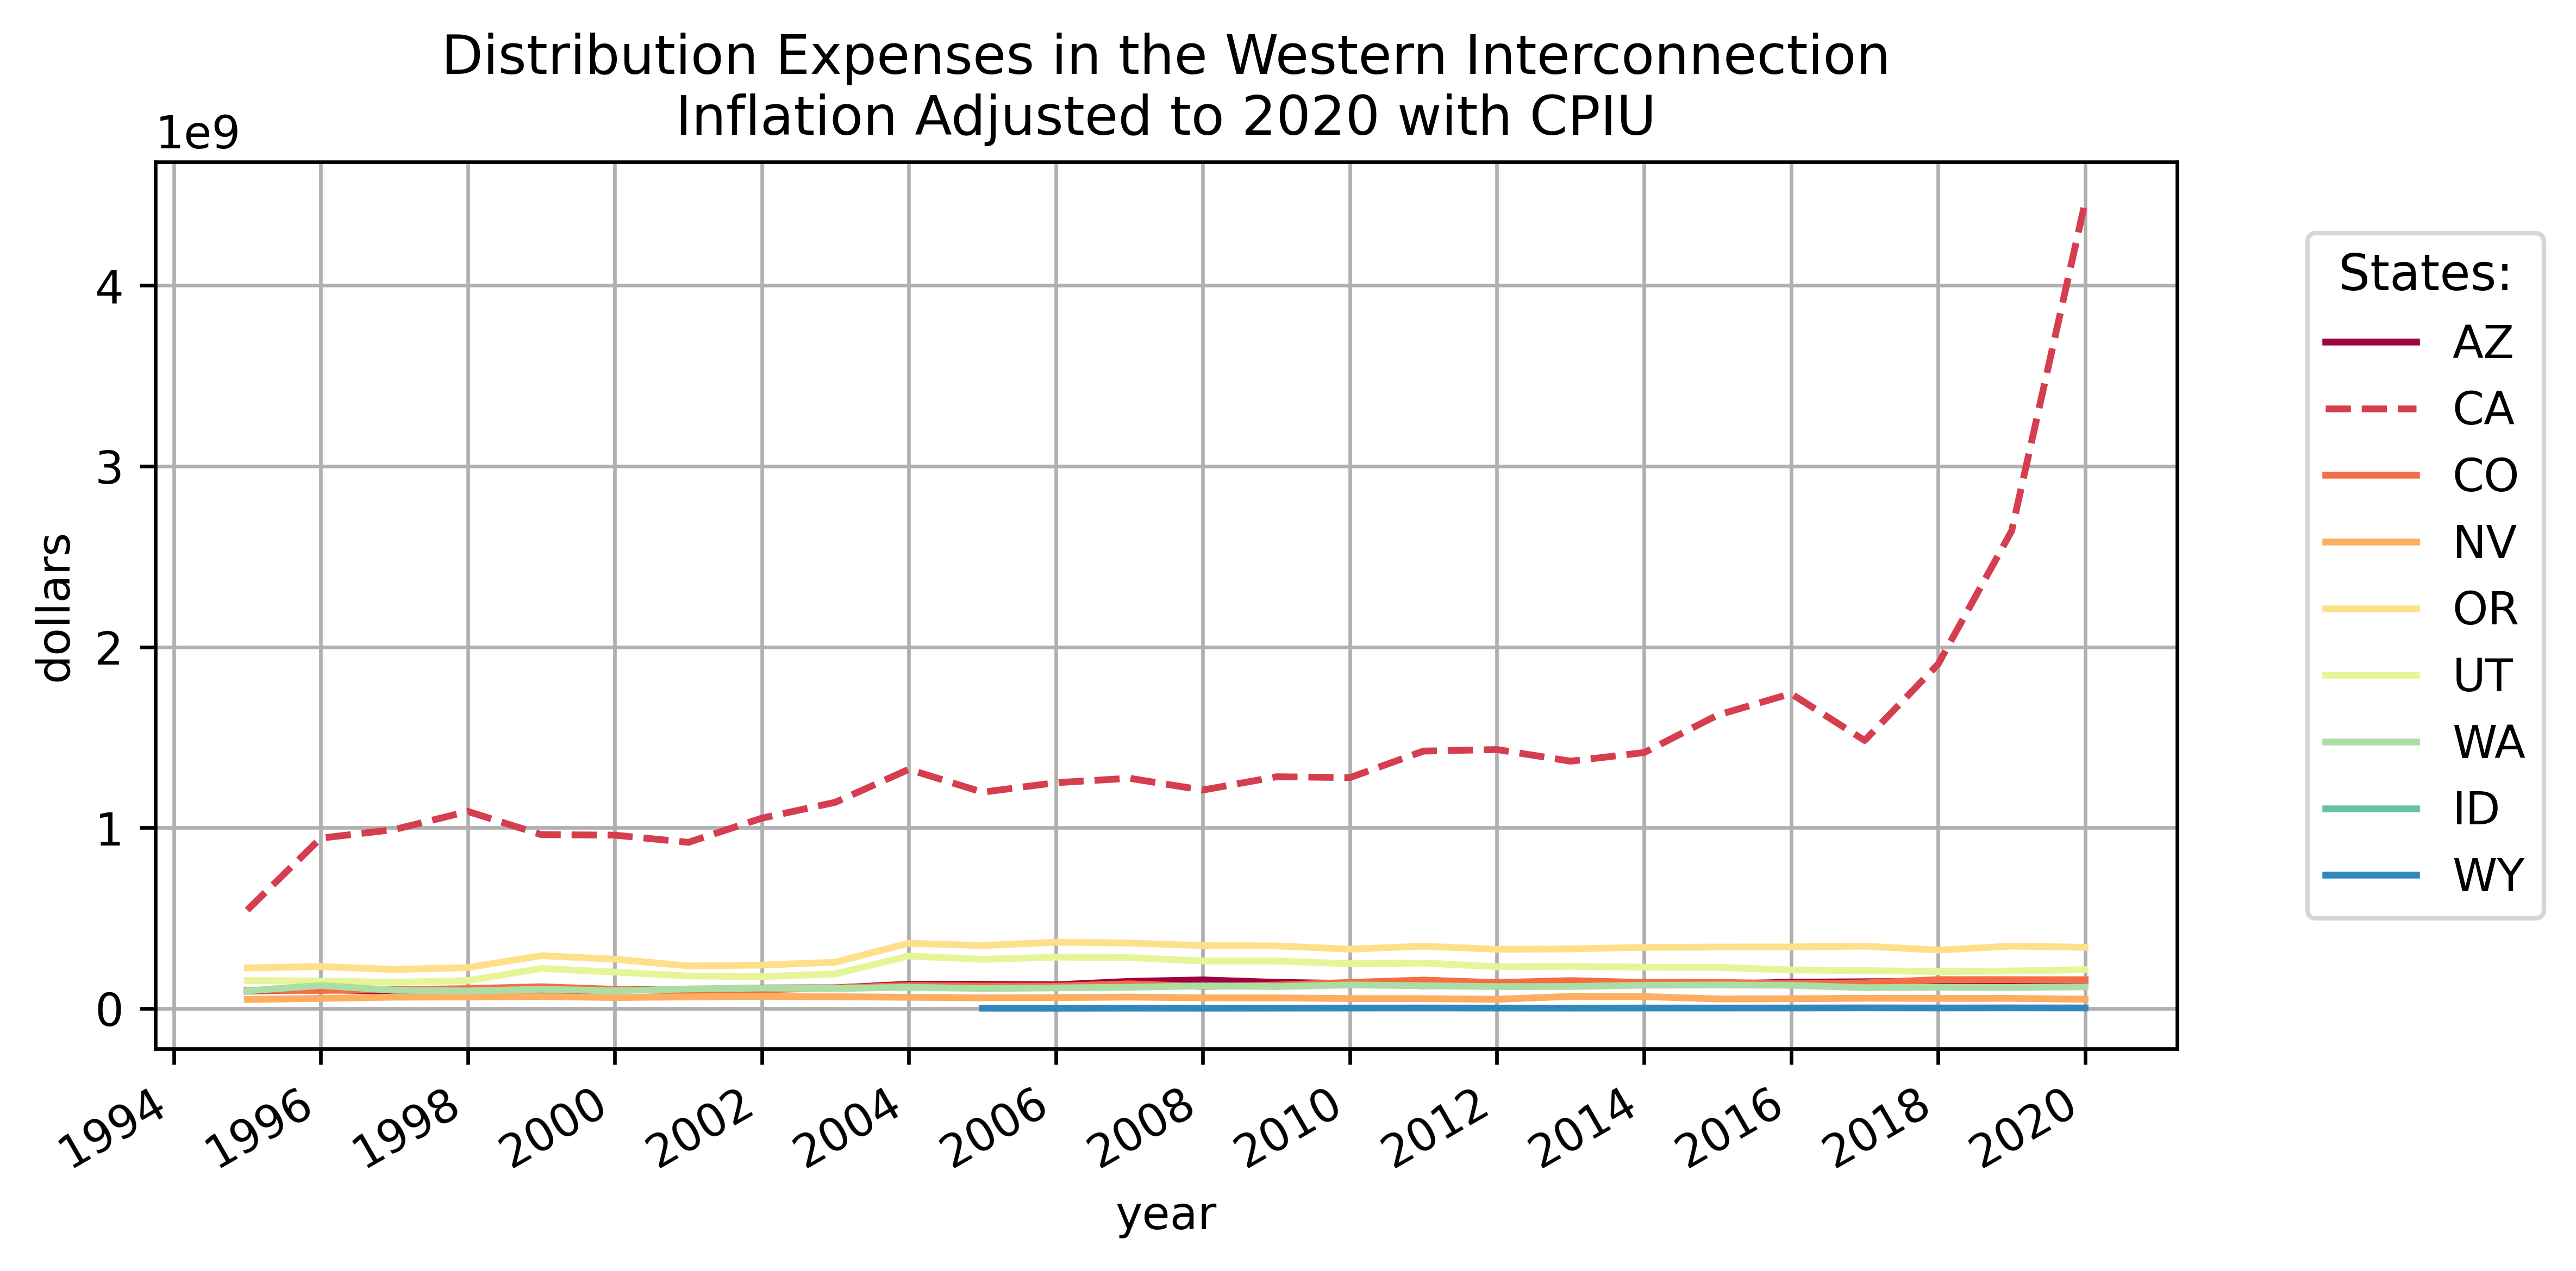 Distribution Expenses in the Western Interconnection
Inflation Adjusted to 2020 with CPIU
1e9
4
3
2
1
0
dollars
1994
1996
1998
2000
2002
2004
2006
2008
2010
2012
2014
2016
2018
2020
year
States:
AZ
CA
CO
NV
OR
UT
WA
ID
WY